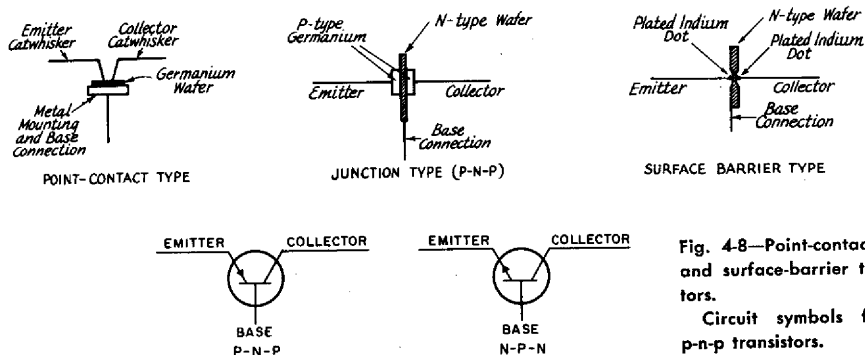 Emitter
Catwhisker
Collector
Catwhisker
Germanium
Wafer
Metal
Mounting
and Base
Connection
POINT-CONTACT TYPE
P-type
Germanium
N-type Wafer
Emitter
Collector
Base
Connection
JUNCTION TYPE (P-N-P)
Plated Indium
Dot
N-type Wafer
Plated Indium
Dot
Emitter
Collector
Base
Connection
SURFACE BARRIER TYPE
EMITTER
COLLECTOR
BASE
P-N-P
EMITTER
COLLECTOR
BASE
N-P-N
Fig. 4-8—Point-contac
and surface-barrier t
tors.
Circuit symbols f
p-n-p transistors.